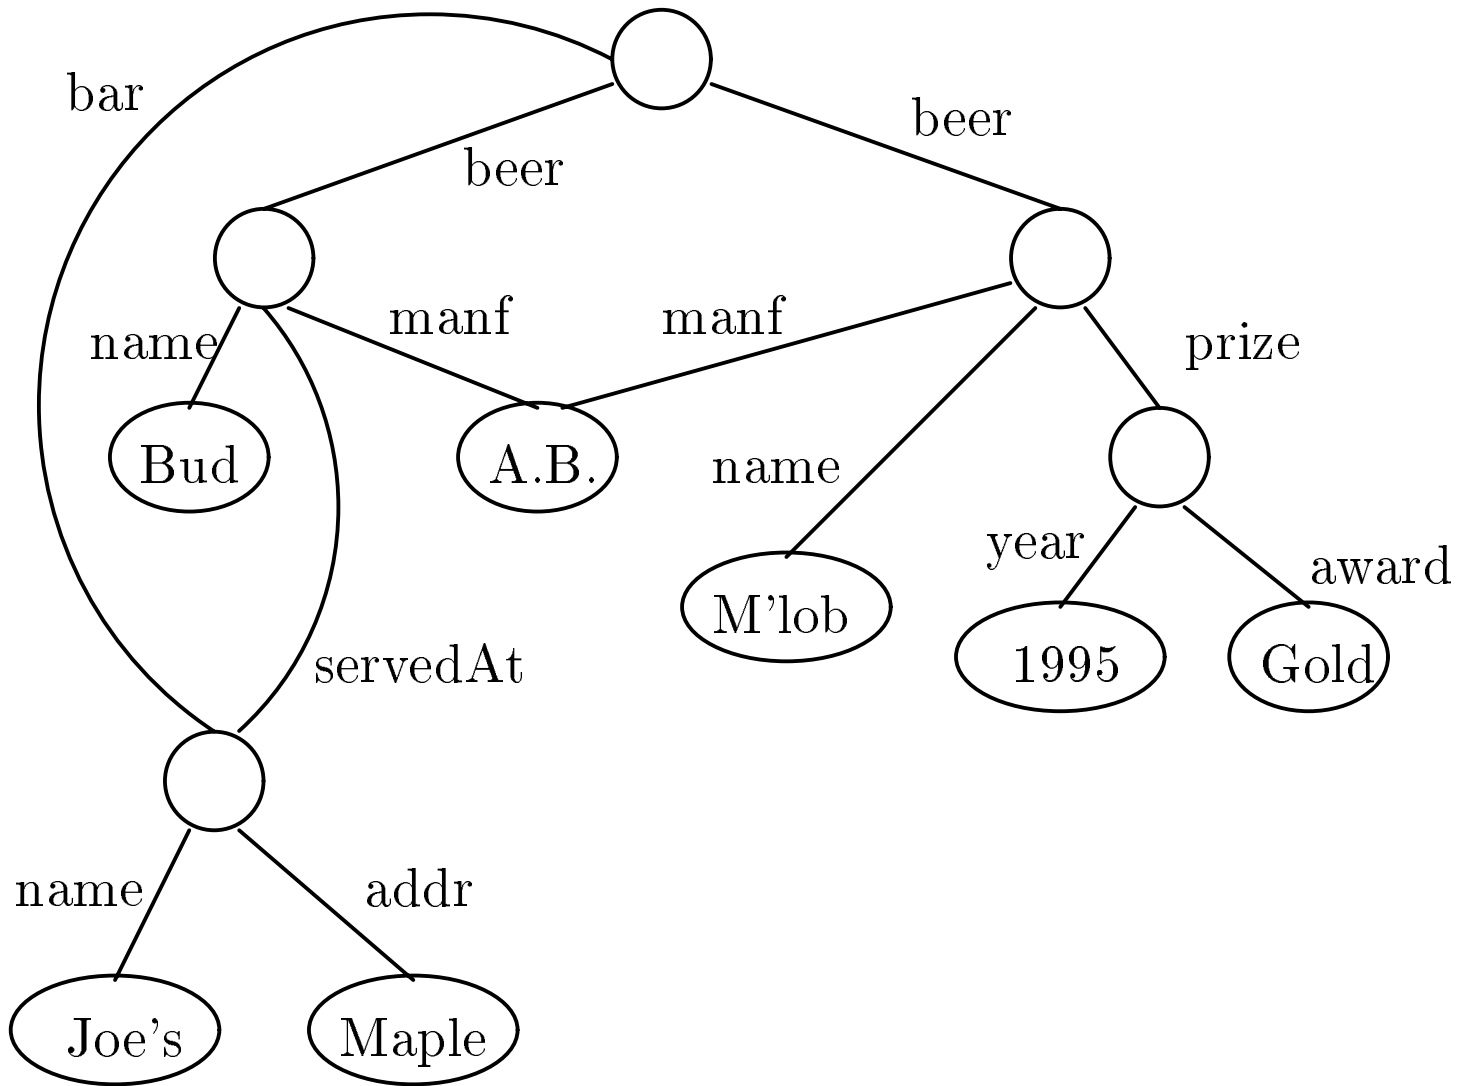 bar
beer
beer
manf
manf
name
prize
Bud
A.B.
name
year
award
M'lob
servedAt
1995
Gold
name
addr
Joe's
Maple